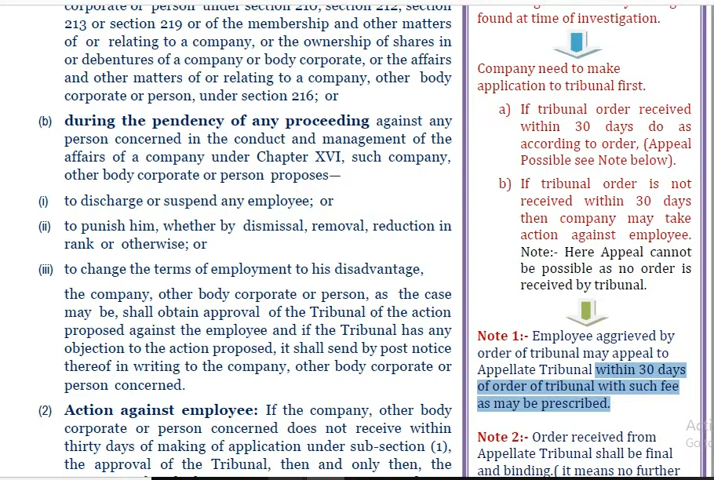 corporate or person under section 210, section 212, section
213 or section 219 or of the membership and other matters
of or relating to a company, or the ownership of shares in
or debentures of a company or body corporate, or the affairs
and other matters of or relating to a company, other body
corporate or person, under section 216; or
(b) during the pendency of any proceeding against any
person concerned in the conduct and management of the
affairs of a company under Chapter XVI, such company,
other body corporate or person proposes—
(i) to discharge or suspend any employee; or
(ii) to punish him, whether by dismissal, removal, reduction in
rank or otherwise; or
(iii) to change the terms of employment to his disadvantage,
the company, other body corporate or person, as the case
may be, shall obtain approval of the Tribunal of the action
proposed against the employee and if the Tribunal has any
objection to the action proposed, it shall send by post notice
thereof in writing to the company, other body corporate or
person concerned.
(2) Action against employee: If the company, other body
corporate or person concerned does not receive within
thirty days of making of application under sub-section (1),
the approval of the Tribunal, then and only then, the
found at time of investigation.
Company need to make
application to tribunal first.
a) If tribunal order received
within 30 days do as
according to order, (Appeal
Possible see Note below).
b) If tribunal order is not
received within 30 days
then company may take
action against employee.
Note:- Here Appeal cannot
be possible as no order is
received by tribunal.
Note 1:- Employee aggrieved by
order of tribunal may appeal to
Appellate Tribunal within 30 days
of order of tribunal with such fee
as may be prescribed.
Note 2:- Order received from
Appellate Tribunal shall be final
and binding.( it means no further